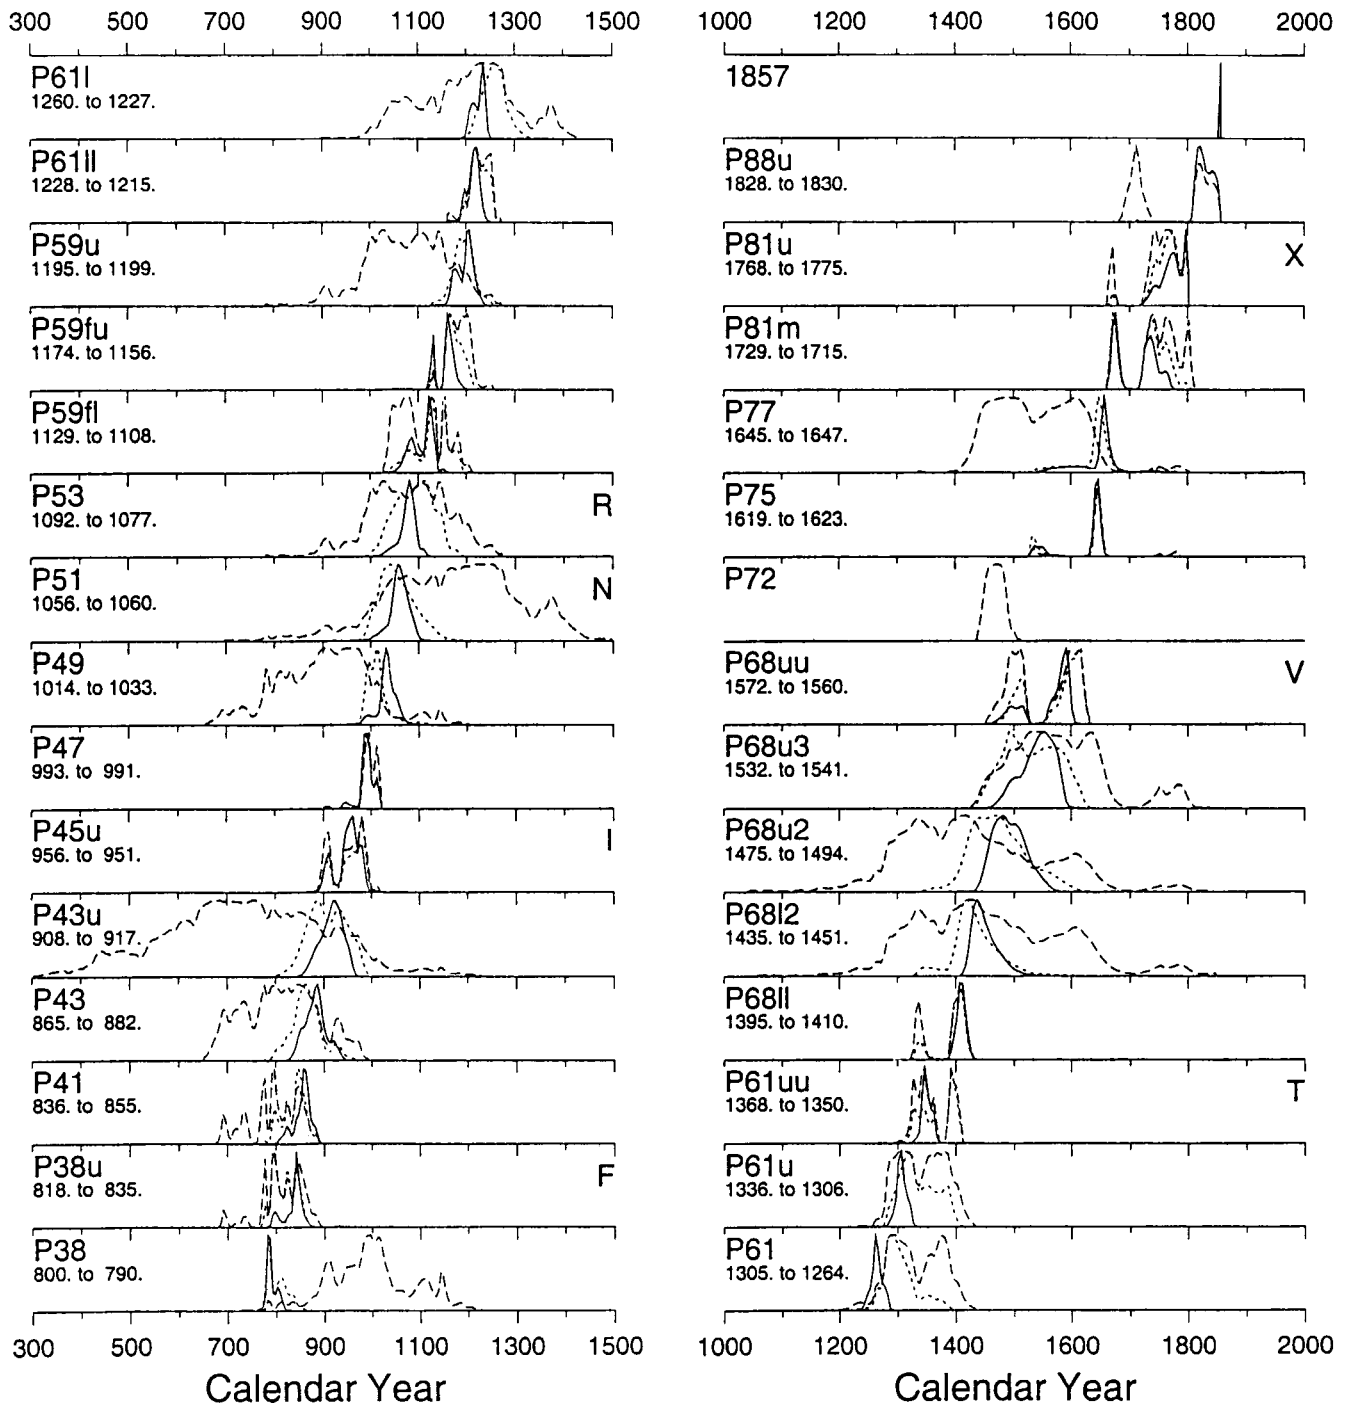 300 500 700 900 1100 1300 1500
P61l
1260. to 1227.
P61ll
1228. to 1215.
P59u
1195. to 1199.
P59fu
1174. to 1156.
P59fl
1129. to 1108.
P53 R
1092. to 1077.
P51 N
1056. to 1060.
P49
1014. to 1033.
P47
993. to 991.
P45u I
956. to 951.
P43u
908. to 917.
P43
865. to 882.
P41
836. to 855.
P38u F
818. to 835.
P38
800. to 790.
300 500 700 900 1100 1300 1500
Calendar Year
1000 1200 1400 1600 1800 2000
1857
P88u
1828. to 1830.
P81u X
1768. to 1775.
P81m
1729. to 1715.
P77
1645. to 1647.
P75
1619. to 1623.
P72
P68uu V
1572. to 1560.
P68u3
1532. to 1541.
P68u2
1475. to 1494.
P68l2
1435. to 1451.
P68ll
1395. to 1410.
P61uu T
1368. to 1350.
P61u
1336. to 1306.
P61
1305. to 1264.
1000 1200 1400 1600 1800 2000
Calendar Year